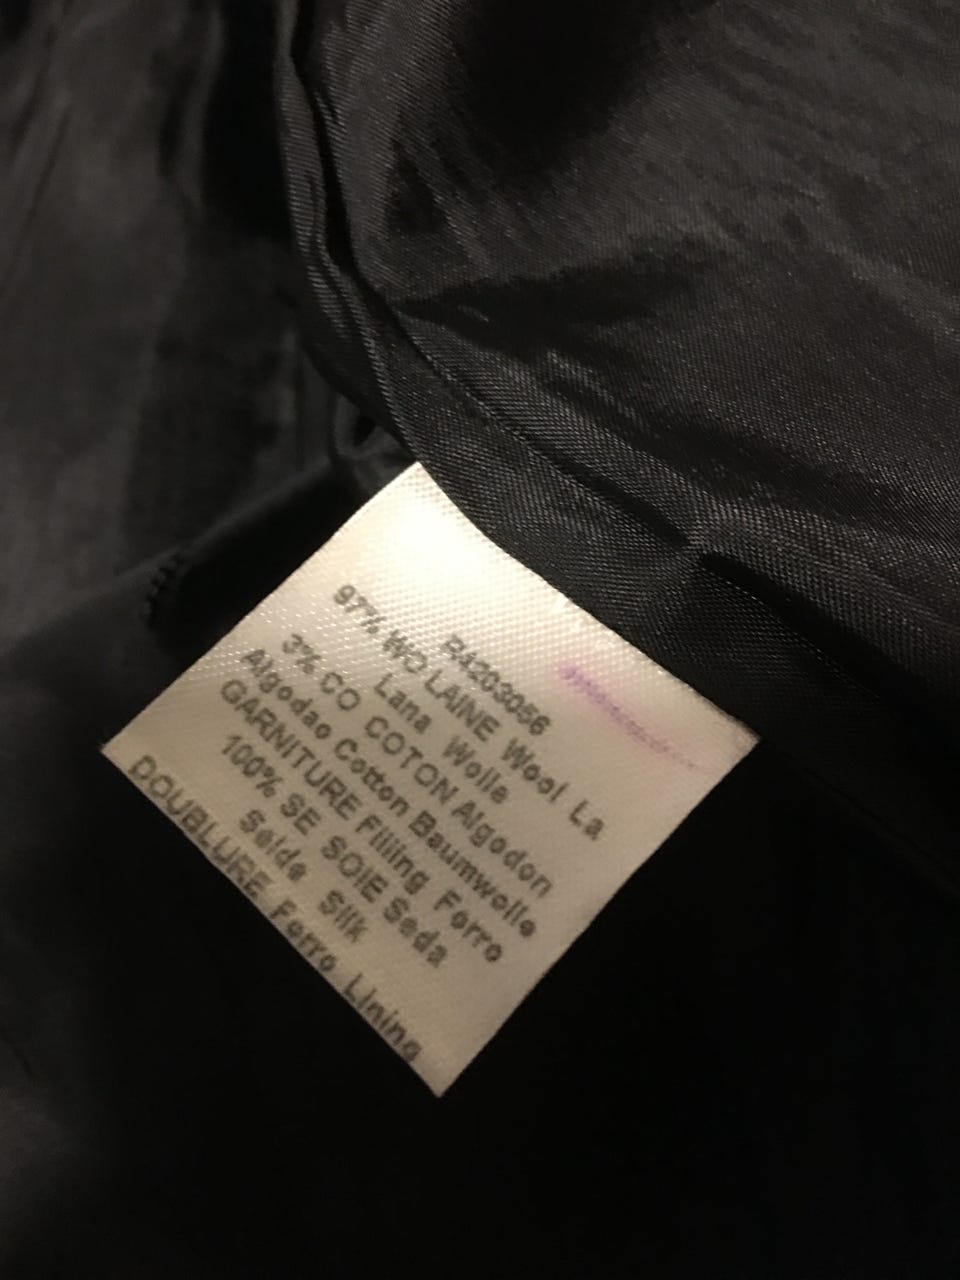 R4203056
97% WO LAINE Wool La
Lana Wolle
3% CO COTON Algodon
Algodao Cotton Baumwolle
GARNITURE Filling Forro
100% SE SOIE Seda
Seide Silk
DOUBLURE Forro Lining